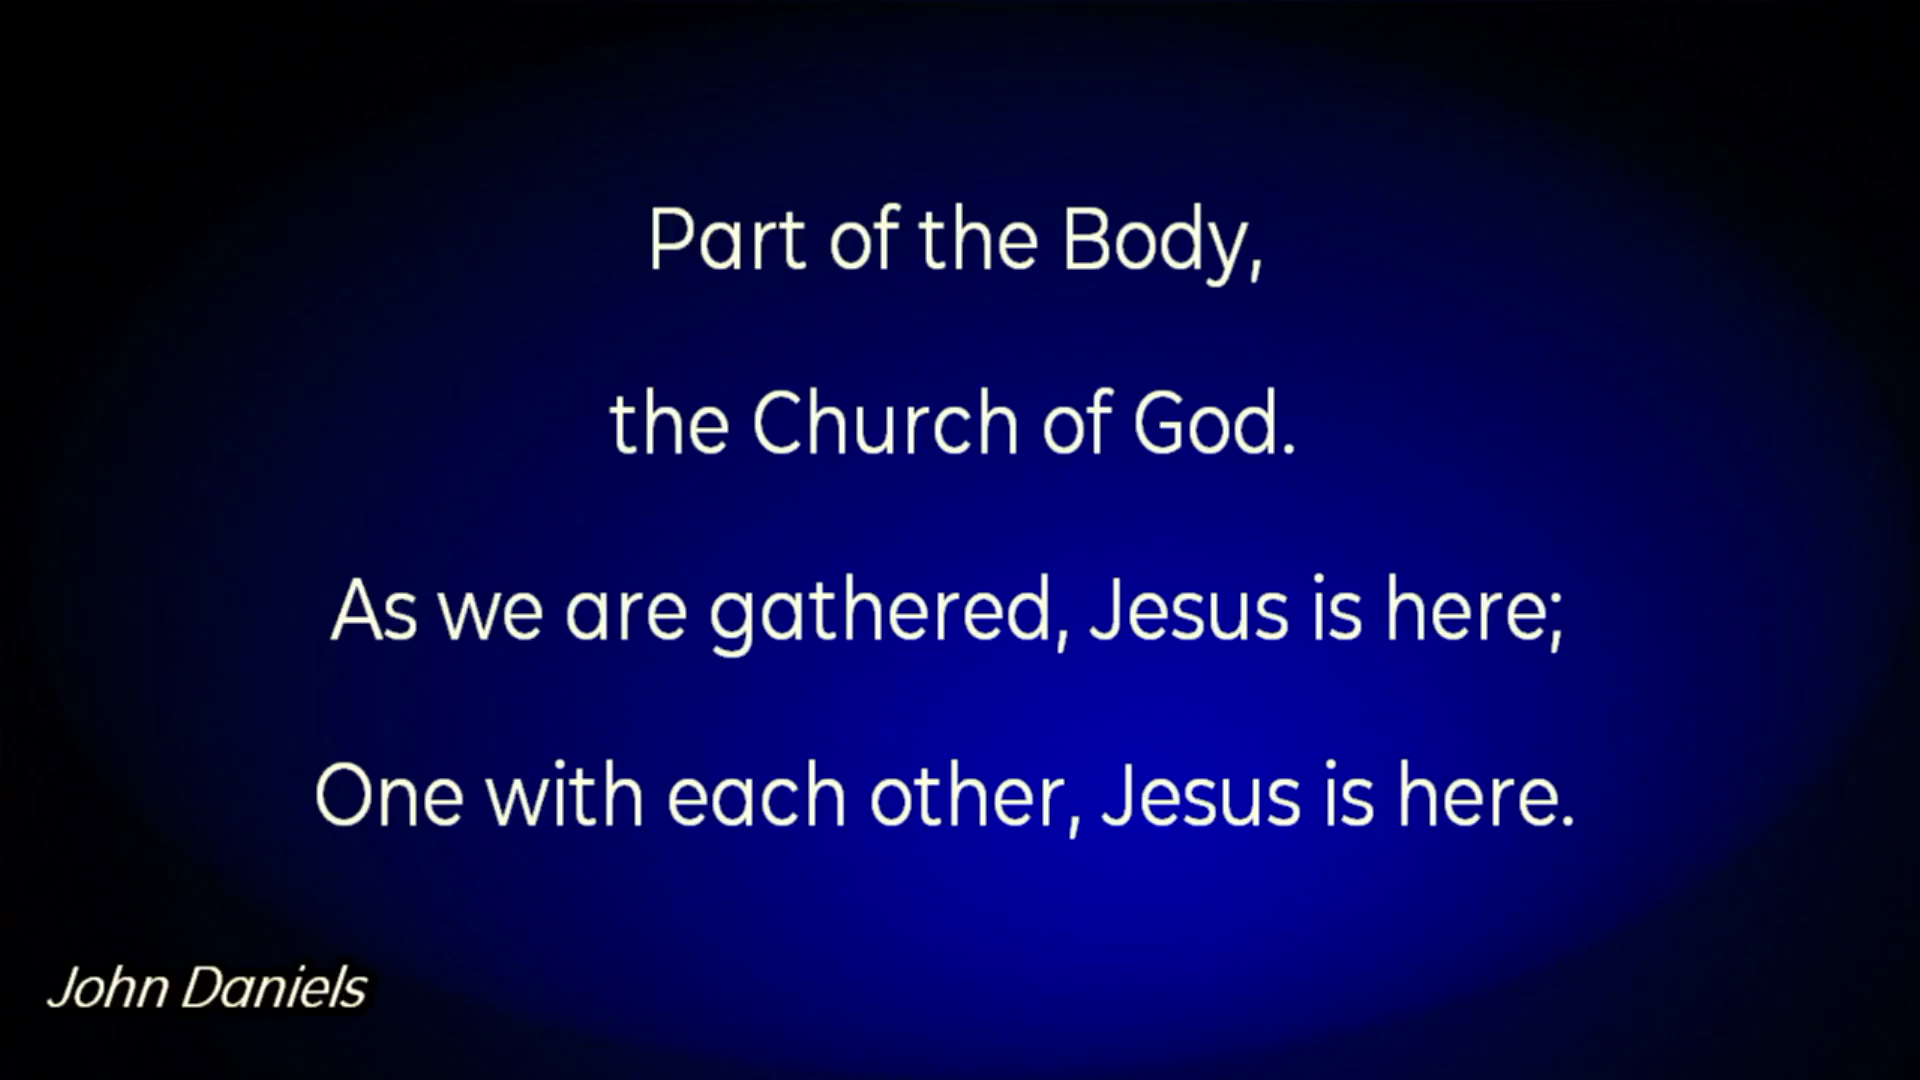 Part of the Body,
the Church of God.
As we are gathered, Jesus is here;
One with each other, Jesus is here.
John Daniels